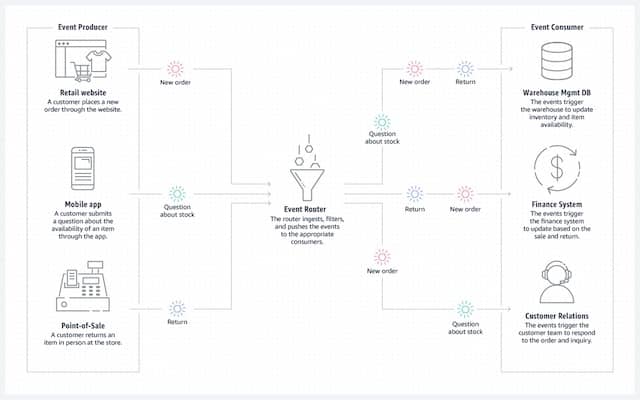 Event Producer
Retail website
A customer places a new
order through the website.
Mobile app
A customer submits
a question about the
availability of an item
through the app.
Point-of-Sale
A customer returns an
item in person at the store.
New order
Question
about stock
Return
Event Router
The router ingests, filters,
and pushes the events
to the appropriate
consumers.
New order
Return
Question
about stock
Return
New order
New order
Question
about stock
Event Consumer
Warehouse Mgmt DB
The events trigger
the warehouse to update
inventory and item
availability.
Finance System
The events trigger
the finance system
to update based on the
sale and return.
Customer Relations
The events trigger the
customer team to respond
to the order and inquiry.